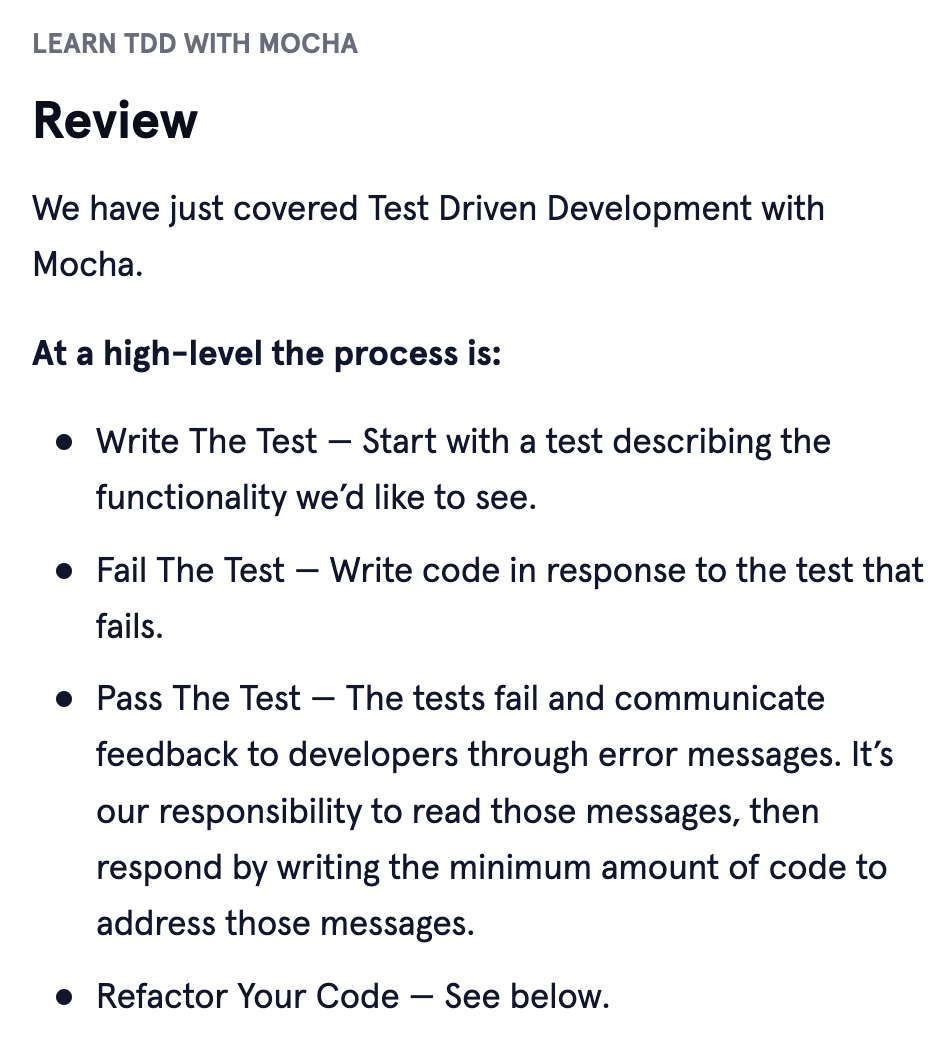 LEARN TDD WITH MOCHA
Review
We have just covered Test Driven Development with
Mocha.
At a high-level the process is:
• Write The Test — Start with a test describing the
functionality we’d like to see.
• Fail The Test — Write code in response to the test that
fails.
• Pass The Test — The tests fail and communicate
feedback to developers through error messages. It’s
our responsibility to read those messages, then
respond by writing the minimum amount of code to
address those messages.
• Refactor Your Code — See below.